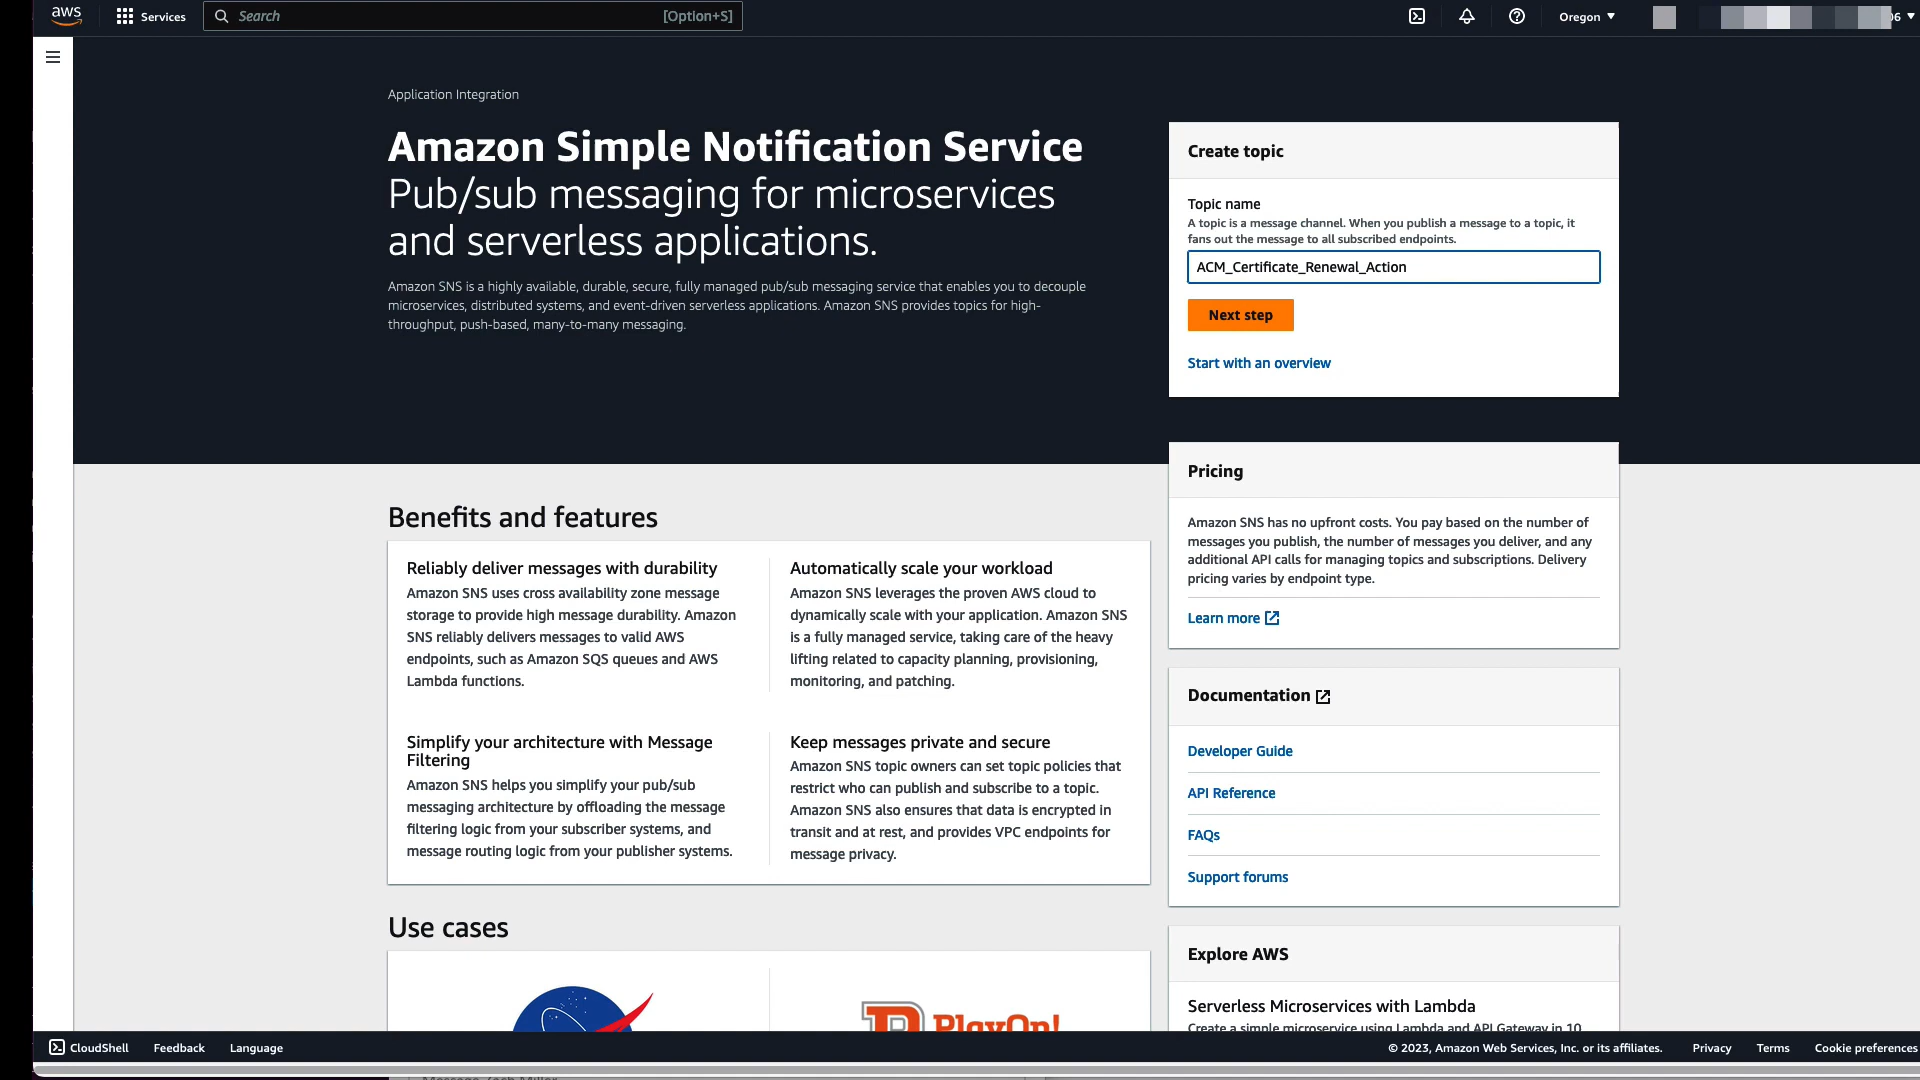 aws
Services
Search
[Option+S]
Oregon
06
Application Integration
Amazon Simple Notification Service
Pub/sub messaging for microservices
and serverless applications.
Amazon SNS is a highly available, durable, secure, fully managed pub/sub messaging service that enables you to decouple
microservices, distributed systems, and event-driven serverless applications. Amazon SNS provides topics for high-
throughput, push-based, many-to-many messaging.
Create topic
Topic name
A topic is a message channel. When you publish a message to a topic, it
fans out the message to all subscribed endpoints.
ACM_Certificate_Renewal_Action
Next step
Start with an overview
Pricing
Amazon SNS has no upfront costs. You pay based on the number of
messages you publish, the number of messages you deliver, and any
additional API calls for managing topics and subscriptions. Delivery
pricing varies by endpoint type.
Learn more
Benefits and features
Reliably deliver messages with durability
Amazon SNS uses cross availability zone message
storage to provide high message durability. Amazon
SNS reliably delivers messages to valid AWS
endpoints, such as Amazon SQS queues and AWS
Lambda functions.
Automatically scale your workload
Amazon SNS leverages the proven AWS cloud to
dynamically scale with your application. Amazon SNS
is a fully managed service, taking care of the heavy
lifting related to capacity planning, provisioning,
monitoring, and patching.
Simplify your architecture with Message
Filtering
Amazon SNS helps you simplify your pub/sub
messaging architecture by offloading the message
filtering logic from your subscriber systems, and
message routing logic from your publisher systems.
Keep messages private and secure
Amazon SNS topic owners can set topic policies that
restrict who can publish and subscribe to a topic.
Amazon SNS also ensures that data is encrypted in
transit and at rest, and provides VPC endpoints for
message privacy.
Documentation
Developer Guide
API Reference
FAQs
Support forums
Use cases
PlayOn!
Explore AWS
Serverless Microservices with Lambda
Create a simple microservice using Lambda and API Gateway in 10
CloudShell
Feedback
Language
© 2023, Amazon Web Services, Inc. or its affiliates.
Privacy
Terms
Cookie preferences